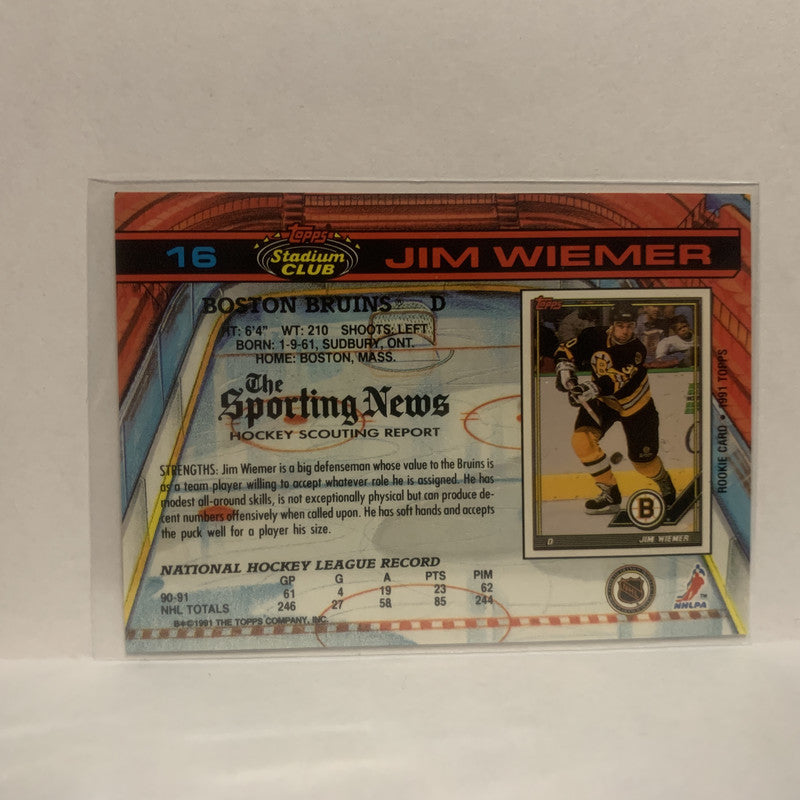 16 Topps Stadium CLUB JIM WIEMER
BOSTON BRUINS® D
HT: 6'4" WT: 210 SHOOTS: LEFT
BORN: 1-9-61, SUDBURY, ONT.
HOME: BOSTON, MASS.
The
Sporting News
HOCKEY SCOUTING REPORT
STRENGTHS: Jim Wiemer is a big defenseman whose value to the Bruins is
as a team player willing to accept whatever role he is assigned. He has
modest all-around skills, is not exceptionally physical but can produce de-
cent numbers offensively when called upon. He has soft hands and accepts
the puck well for a player his size.
NATIONAL HOCKEY LEAGUE RECORD
GP G A PTS PIM
90-91 61 4 19 23 62
NHL TOTALS 246 27 58 85 244
B*©1991 THE TOPPS COMPANY, INC.
Topps
B
D JIM WIEMER
ROOKIE CARD • 1991 TOPPS
NHL
NHLPA